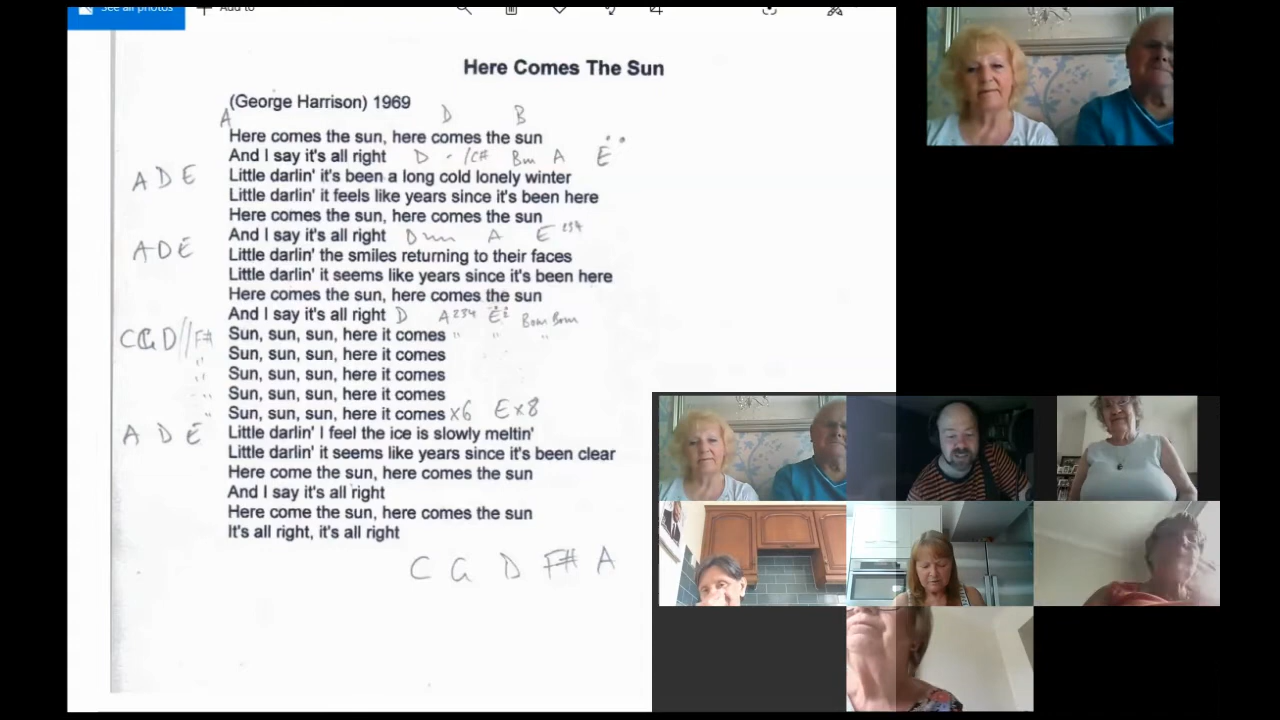 See all photos Add to
Here Comes The Sun
(George Harrison) 1969
A D B
Here comes the sun, here comes the sun
And I say it's all right D - /C# Bm A E
A D E Little darlin' it's been a long cold lonely winter
Little darlin' it feels like years since it's been here
Here comes the sun, here comes the sun
And I say it's all right D A E 234
A D E Little darlin' the smiles returning to their faces
Little darlin' it seems like years since it's been here
Here comes the sun, here comes the sun
And I say it's all right D A 234 E Bom Bom
C G D // F# Sun, sun, sun, here it comes " " "
" Sun, sun, sun, here it comes
" Sun, sun, sun, here it comes
" Sun, sun, sun, here it comes
" Sun, sun, sun, here it comes x6 E x8
A D E Little darlin' I feel the ice is slowly meltin'
Little darlin' it seems like years since it's been clear
Here come the sun, here comes the sun
And I say it's all right
Here come the sun, here comes the sun
It's all right, it's all right
C G D F# A